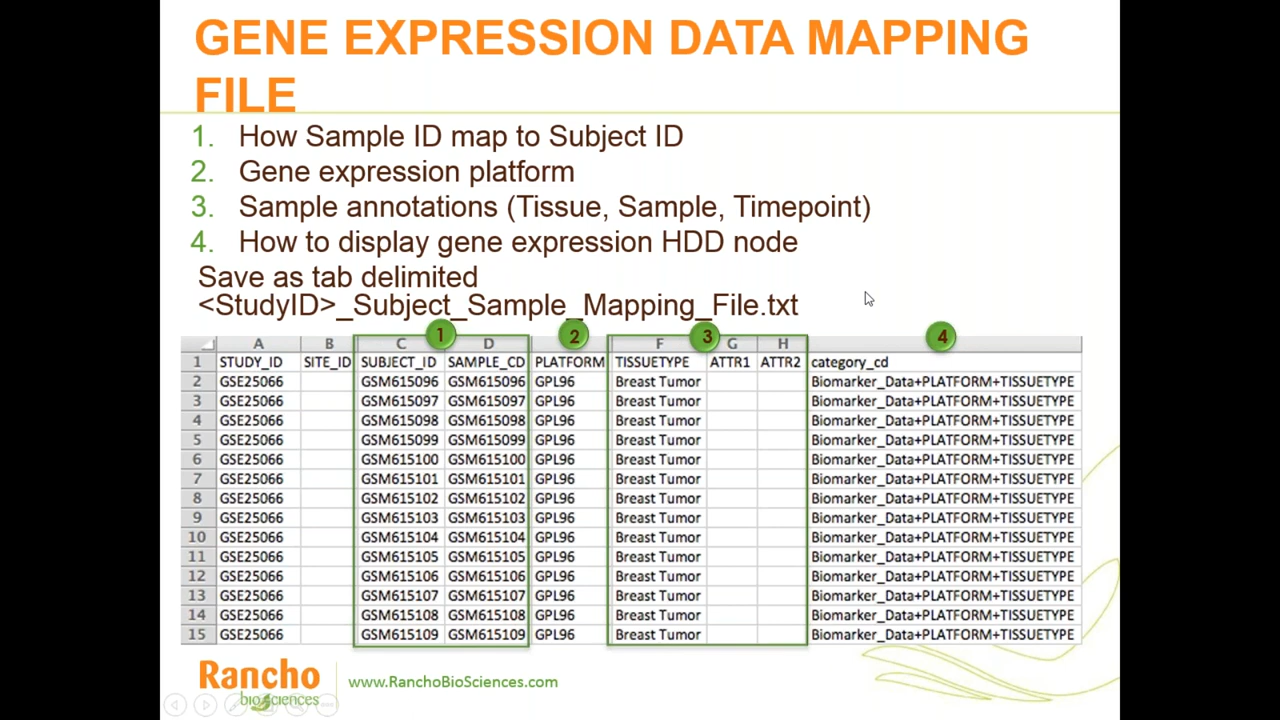 GENE EXPRESSION DATA MAPPING
FILE
1. How Sample ID map to Subject ID
2. Gene expression platform
3. Sample annotations (Tissue, Sample, Timepoint)
4. How to display gene expression HDD node
Save as tab delimited
<StudyID>_Subject_Sample_Mapping_File.txt
1 2 3 4
A B C D F G H
1 STUDY_ID SITE_ID SUBJECT_ID SAMPLE_CD PLATFORM TISSUETYPE ATTR1 ATTR2 category_cd
2 GSE25066 GSM615096 GSM615096 GPL96 Breast Tumor Biomarker_Data+PLATFORM+TISSUETYPE
3 GSE25066 GSM615097 GSM615097 GPL96 Breast Tumor Biomarker_Data+PLATFORM+TISSUETYPE
4 GSE25066 GSM615098 GSM615098 GPL96 Breast Tumor Biomarker_Data+PLATFORM+TISSUETYPE
5 GSE25066 GSM615099 GSM615099 GPL96 Breast Tumor Biomarker_Data+PLATFORM+TISSUETYPE
6 GSE25066 GSM615100 GSM615100 GPL96 Breast Tumor Biomarker_Data+PLATFORM+TISSUETYPE
7 GSE25066 GSM615101 GSM615101 GPL96 Breast Tumor Biomarker_Data+PLATFORM+TISSUETYPE
8 GSE25066 GSM615102 GSM615102 GPL96 Breast Tumor Biomarker_Data+PLATFORM+TISSUETYPE
9 GSE25066 GSM615103 GSM615103 GPL96 Breast Tumor Biomarker_Data+PLATFORM+TISSUETYPE
10 GSE25066 GSM615104 GSM615104 GPL96 Breast Tumor Biomarker_Data+PLATFORM+TISSUETYPE
11 GSE25066 GSM615105 GSM615105 GPL96 Breast Tumor Biomarker_Data+PLATFORM+TISSUETYPE
12 GSE25066 GSM615106 GSM615106 GPL96 Breast Tumor Biomarker_Data+PLATFORM+TISSUETYPE
13 GSE25066 GSM615107 GSM615107 GPL96 Breast Tumor Biomarker_Data+PLATFORM+TISSUETYPE
14 GSE25066 GSM615108 GSM615108 GPL96 Breast Tumor Biomarker_Data+PLATFORM+TISSUETYPE
15 GSE25066 GSM615109 GSM615109 GPL96 Breast Tumor Biomarker_Data+PLATFORM+TISSUETYPE
Rancho
biosciences
www.RanchoBioSciences.com